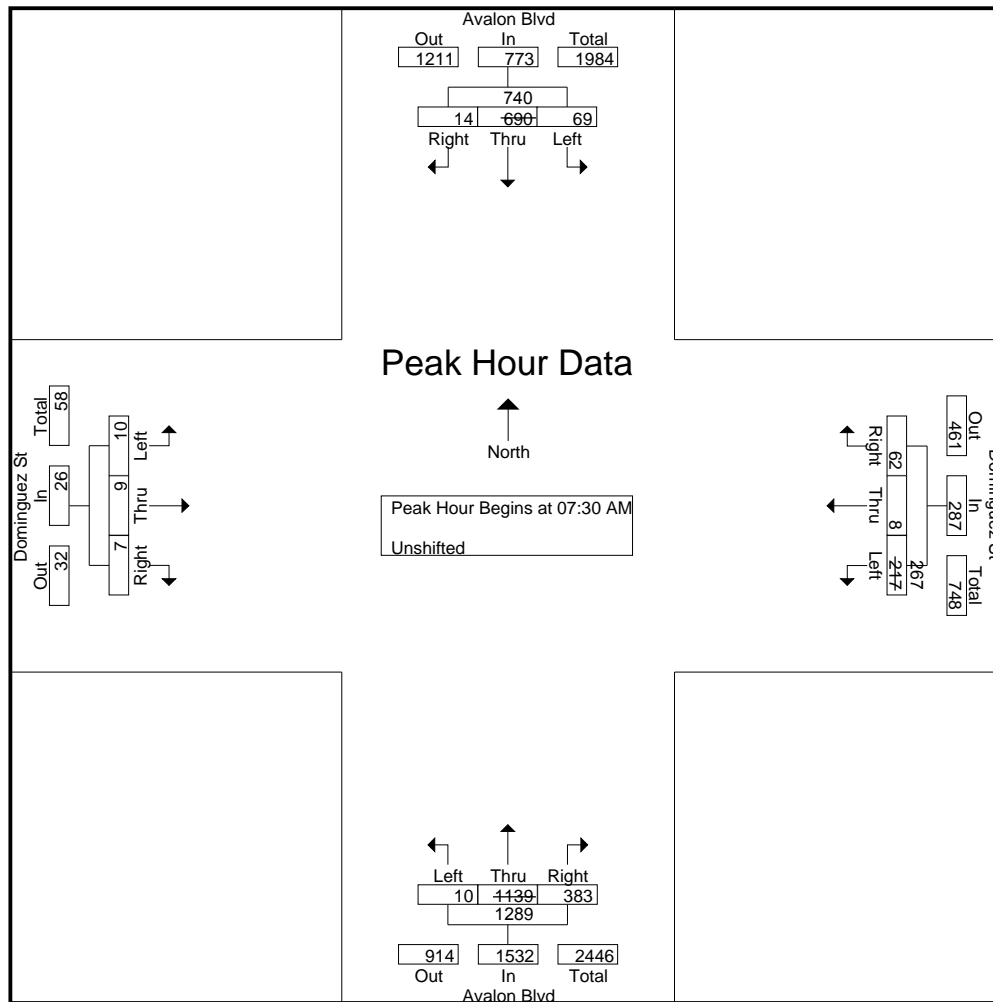 Avalon Blvd
Out In Total
1211 773 1984
740
14 690 69
Right Thru Left
Peak Hour Data
North
Peak Hour Begins at 07:30 AM
Unshifted
Dominguez St
Total In Out
58 26 32
10 9 7
Left Thru Right
Right Thru Left
62 8 217
267
Out In Total
461 287 748
Dominguez St
Left Thru Right
10 1139 383
1289
914 1532 2446
Out In Total
Avalon Blvd